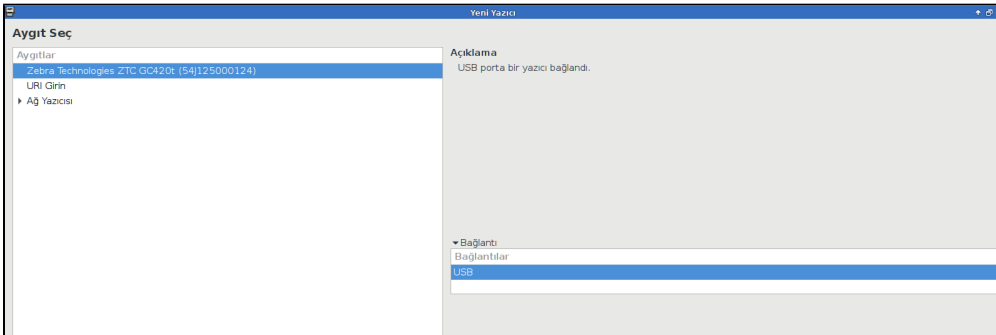 Yeni Yazıcı
Aygıt Seç
Aygıtlar
Zebra Technologies ZTC GC420t (54J125000124)
URI Girin
Ağ Yazıcısı
Açıklama
USB porta bir yazıcı bağlandı.
Bağlantı
Bağlantılar
USB